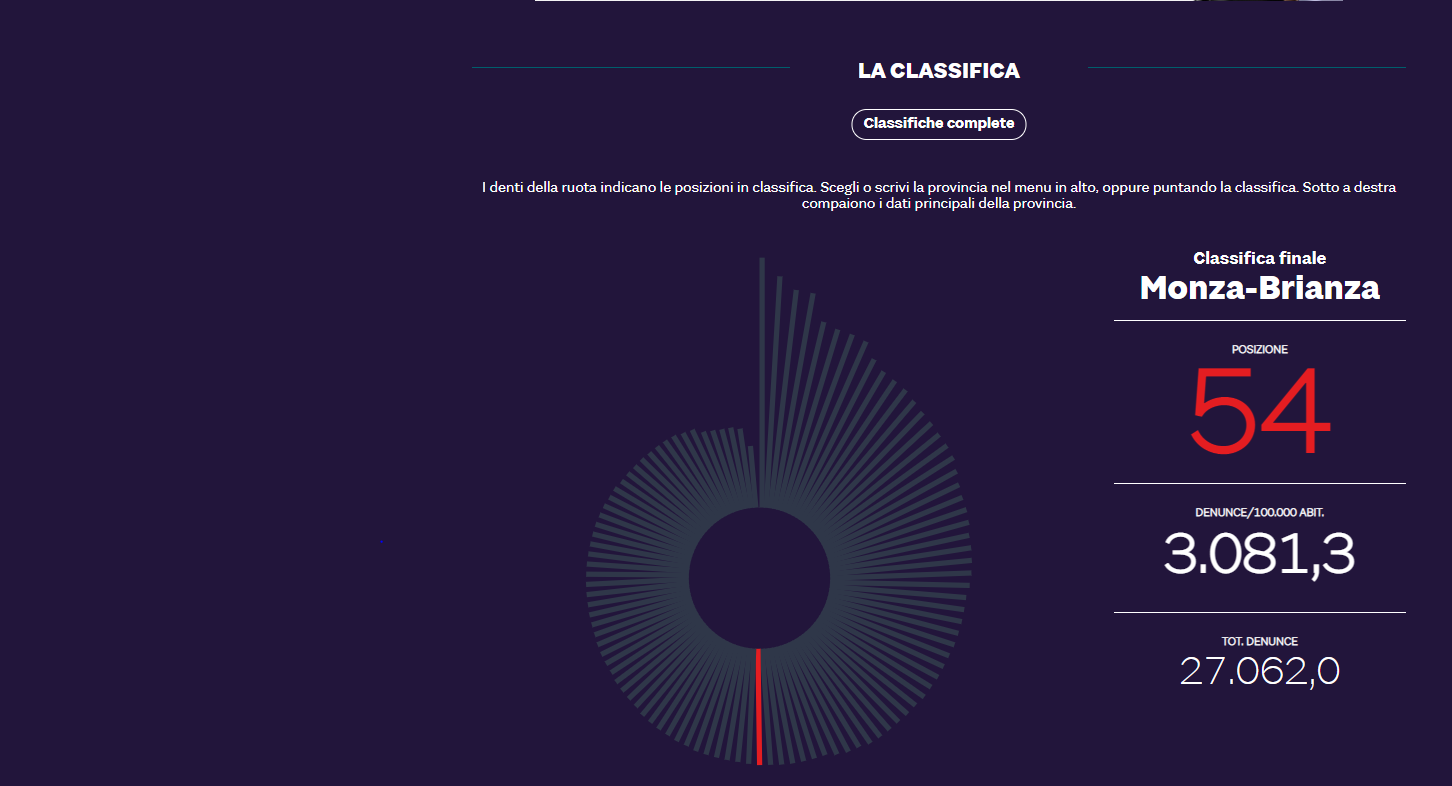 LA CLASSIFICA
Classifiche complete
I denti della ruota indicano le posizioni in classifica. Scegli o scrivi la provincia nel menu in alto, oppure puntando la classifica. Sotto a destra
compaiono i dati principali della provincia.
Classifica finale
Monza-Brianza
POSIZIONE
54
DENUNCE/100.000 ABIT.
3.081,3
TOT. DENUNCE
27.062,0